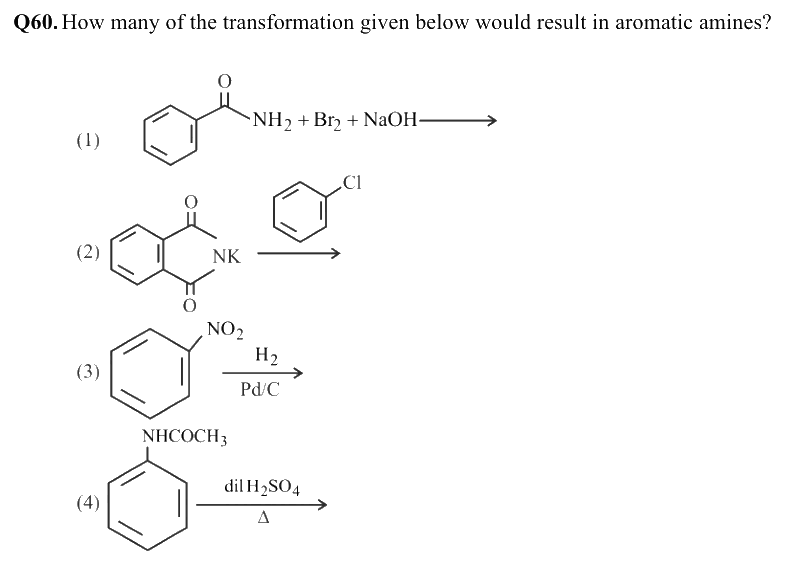 Q60. How many of the transformation given below would result in aromatic amines?
O
(1) NH2 + Br2 + NaOH
Cl
O
(2) NK
O
NO2
(3) H2
Pd/C
NHCOCH3
(4) dil H2SO4
Δ